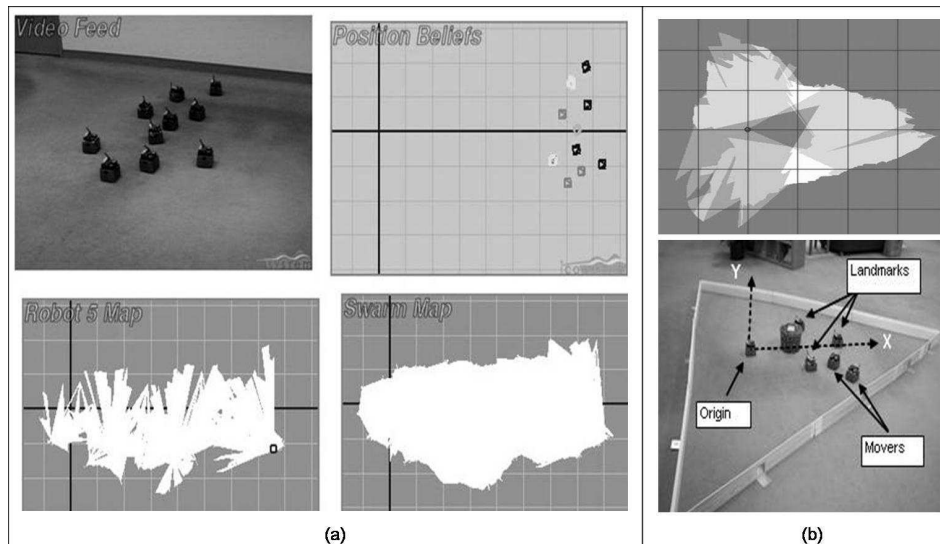 Video Feed
Position Beliefs
Robot 5 Map
Swarm Map
(a)
Y
Landmarks
X
Origin
Movers
(b)